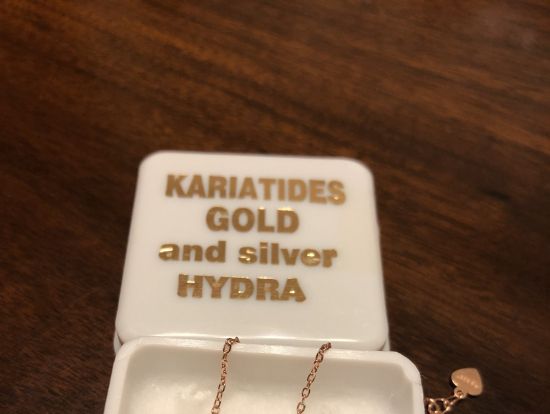 KARIATIDES
GOLD
and silver
HYDRA